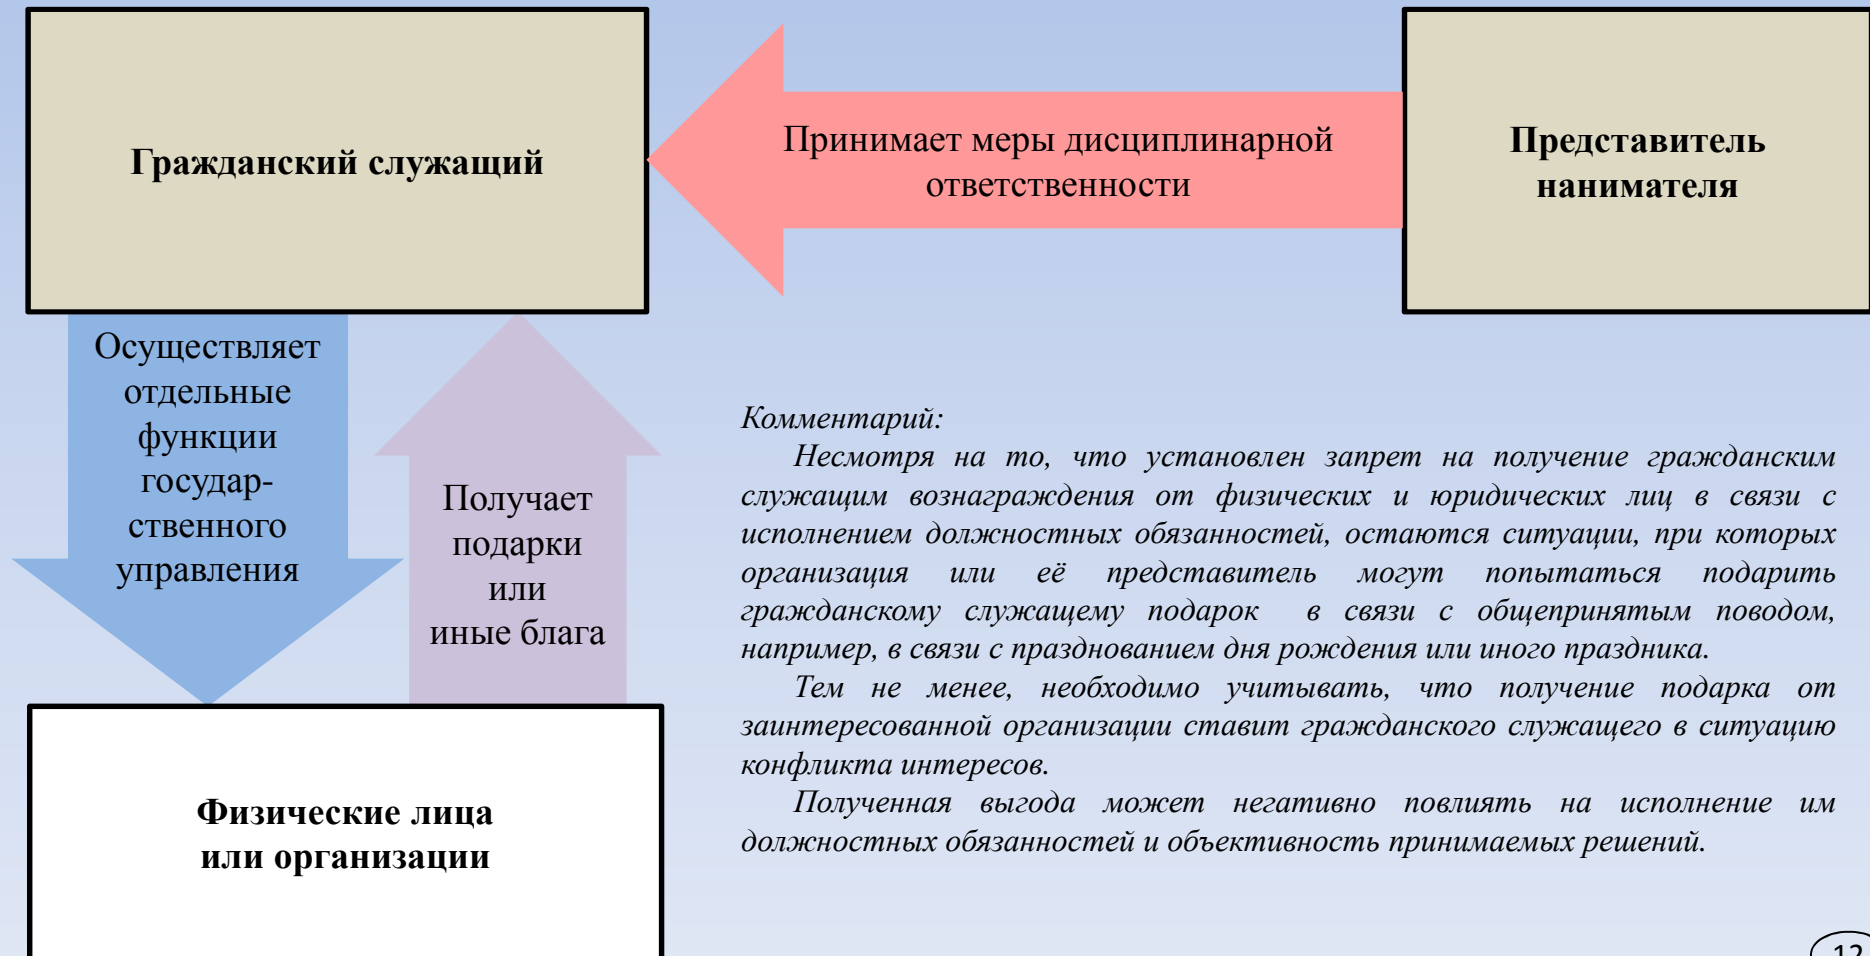 Гражданский служащий
Принимает меры дисциплинарной
ответственности
Представитель
нанимателя
Осуществляет
отдельные
функции
государ-
ственного
управления
Получает
подарки
или
иные блага
Физические лица
или организации
Комментарий:
Несмотря на то, что установлен запрет на получение гражданским
служащим вознаграждения от физических и юридических лиц в связи с
исполнением должностных обязанностей, остаются ситуации, при которых
организация или её представитель могут попытаться подарить
гражданскому служащему подарок в связи с общепринятым поводом,
например, в связи с празднованием дня рождения или иного праздника.
Тем не менее, необходимо учитывать, что получение подарка от
заинтересованной организации ставит гражданского служащего в ситуацию
конфликта интересов.
Полученная выгода может негативно повлиять на исполнение им
должностных обязанностей и объективность принимаемых решений.
12